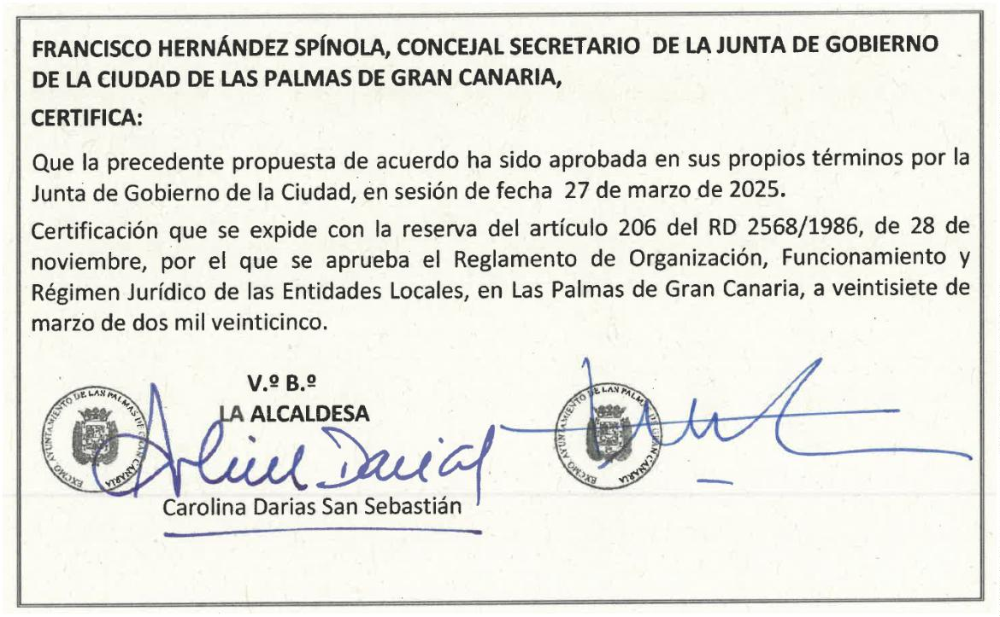 FRANCISCO HERNÁNDEZ SPÍNOLA, CONCEJAL SECRETARIO DE LA JUNTA DE GOBIERNO
DE LA CIUDAD DE LAS PALMAS DE GRAN CANARIA,
CERTIFICA:
Que la precedente propuesta de acuerdo ha sido aprobada en sus propios términos por la
Junta de Gobierno de la Ciudad, en sesión de fecha 27 de marzo de 2025.
Certificación que se expide con la reserva del artículo 206 del RD 2568/1986, de 28 de
noviembre, por el que se aprueba el Reglamento de Organización, Funcionamiento y
Régimen Jurídico de las Entidades Locales, en Las Palmas de Gran Canaria, a veintisiete de
marzo de dos mil veinticinco.
V.º B.º
LA ALCALDESA
EXCMO AYUNTAMIENTO DE LAS PALMAS DE GRAN CANARIA
Darias
Carolina Darias San Sebastián
EXCMO AYUNTAMIENTO DE LAS PALMAS DE GRAN CANARIA